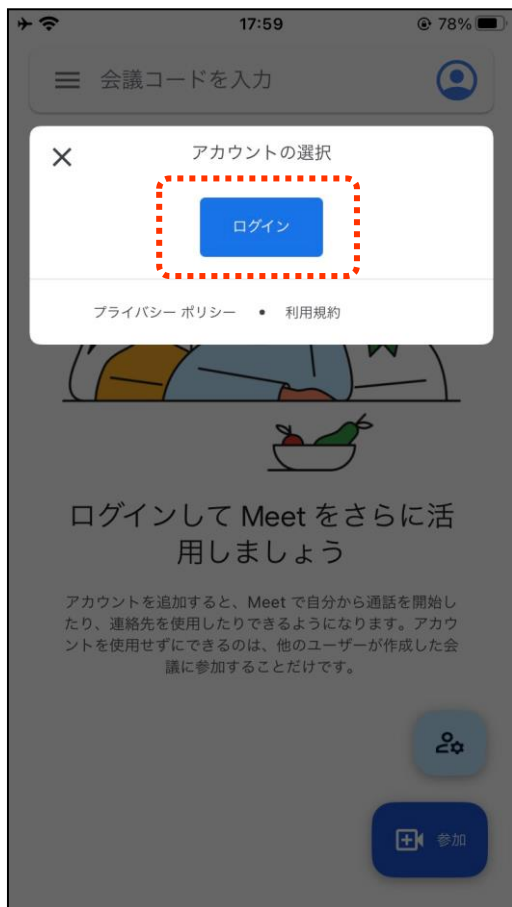 17:59
78%
会議コードを入力
アカウントの選択
ログイン
プライバシー ポリシー • 利用規約
ログインして Meet をさらに活
用しましょう
アカウントを追加すると、Meet で自分から通話を開始し
たり、連絡先を使用したりできるようになります。アカウ
ントを使用せずにできるのは、他のユーザーが作成した会
議に参加することだけです。
参加